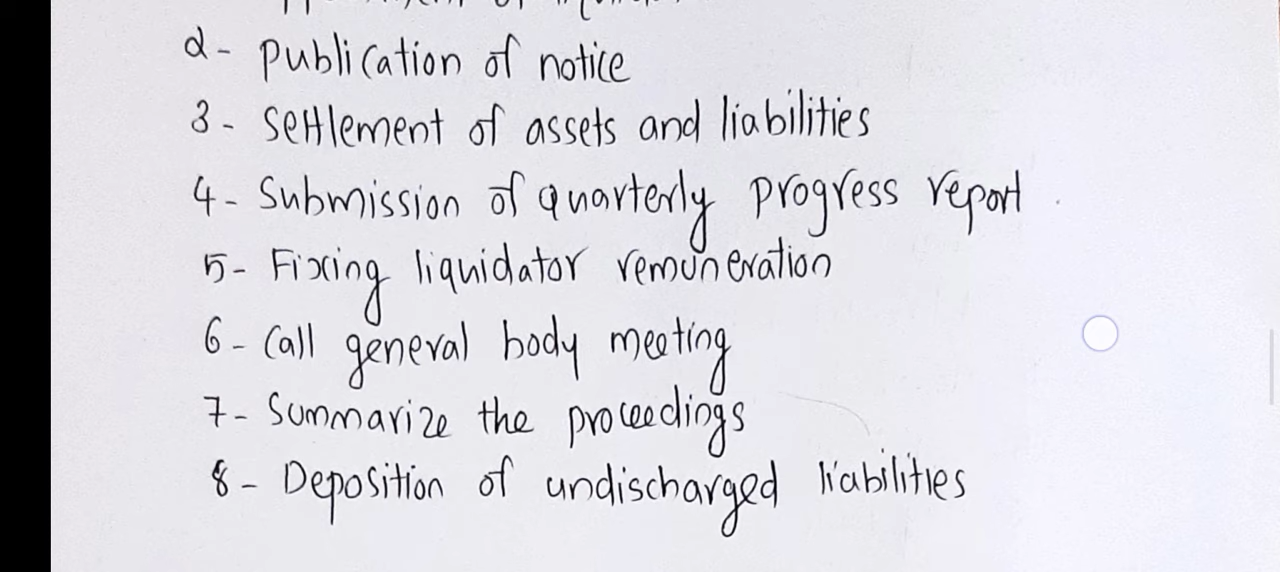 2- Publication of notice
3- Settlement of assets and liabilities
4- Submission of quarterly progress report
5- Fixing liquidator remuneration
6- Call general body meeting
7- Summarize the proceedings
8- Deposition of undischarged liabilities